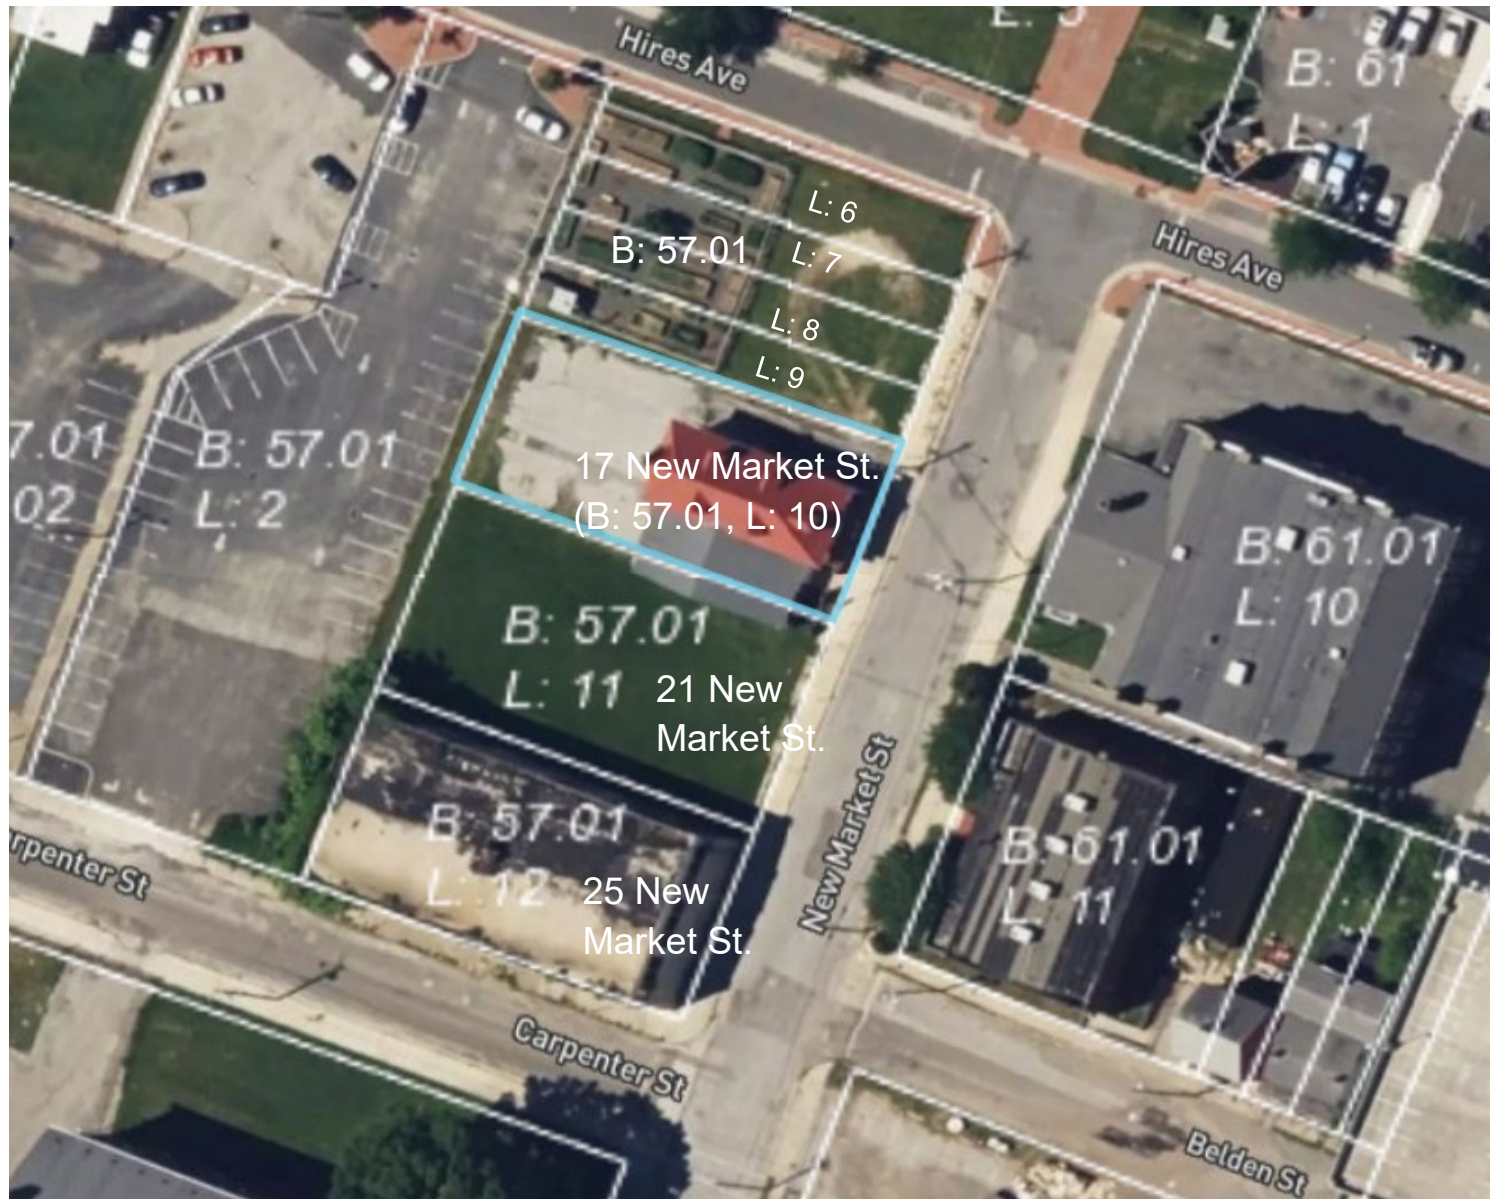 L: 5
Hires Ave
B: 61
L: 1
L: 6
B: 57.01
L: 7
Hires Ave
L: 8
L: 9
7.01
02
B: 57.01
L: 2
17 New Market St.
(B: 57.01, L: 10)
B: 61.01
L: 10
B: 57.01
L: 11
21 New
Market St.
New Market St
B: 57.01
L: 12
25 New
Market St.
B: 61.01
L: 11
rpenter St
Carpenter St
Belden St